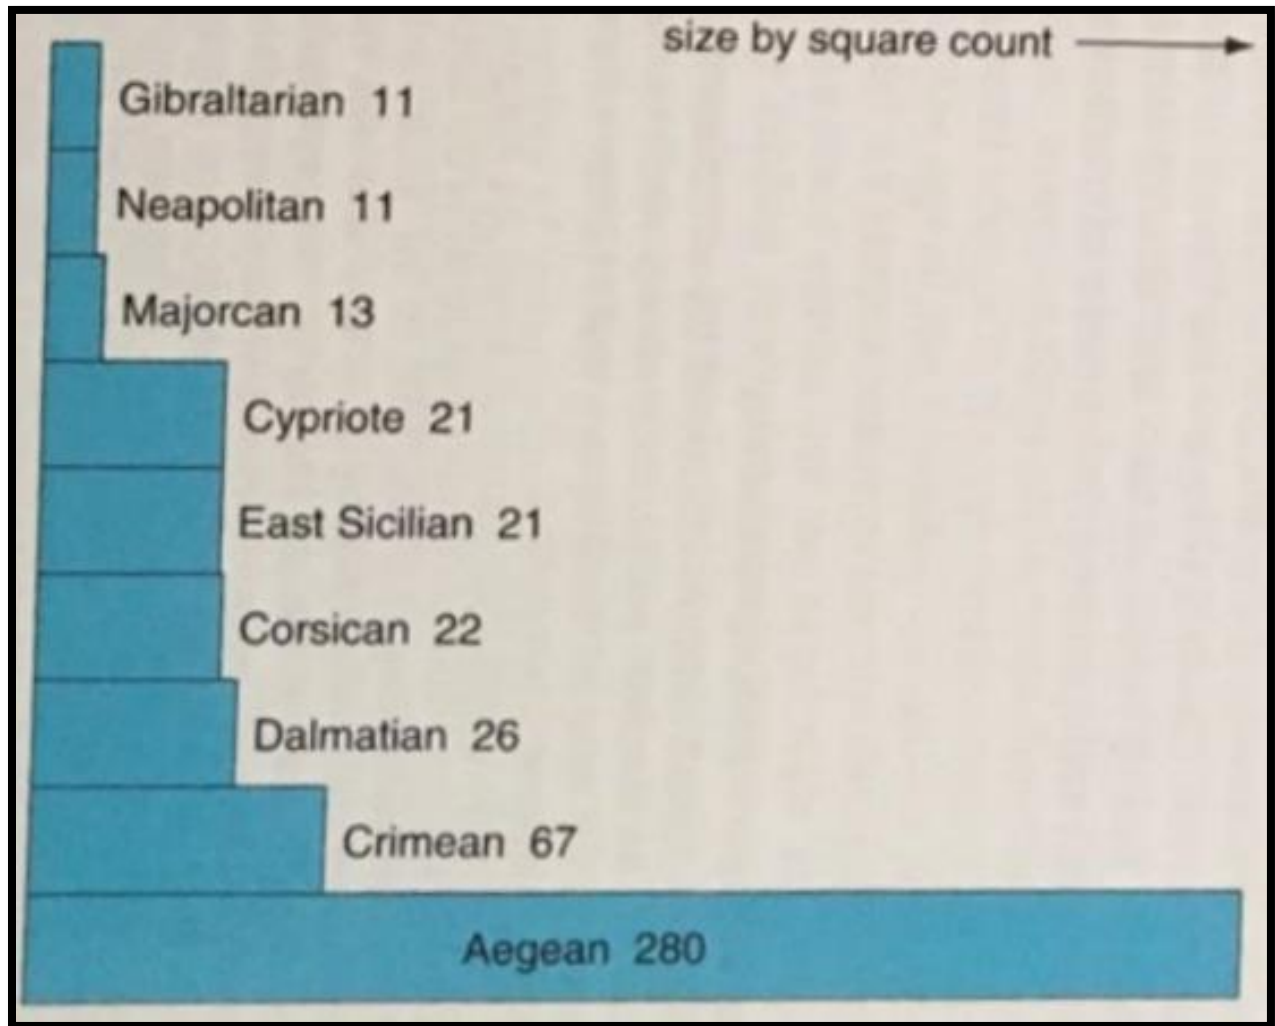 size by square count
Gibraltarian 11
Neapolitan 11
Majorcan 13
Cypriote 21
East Sicilian 21
Corsican 22
Dalmatian 26
Crimean 67
Aegean 280